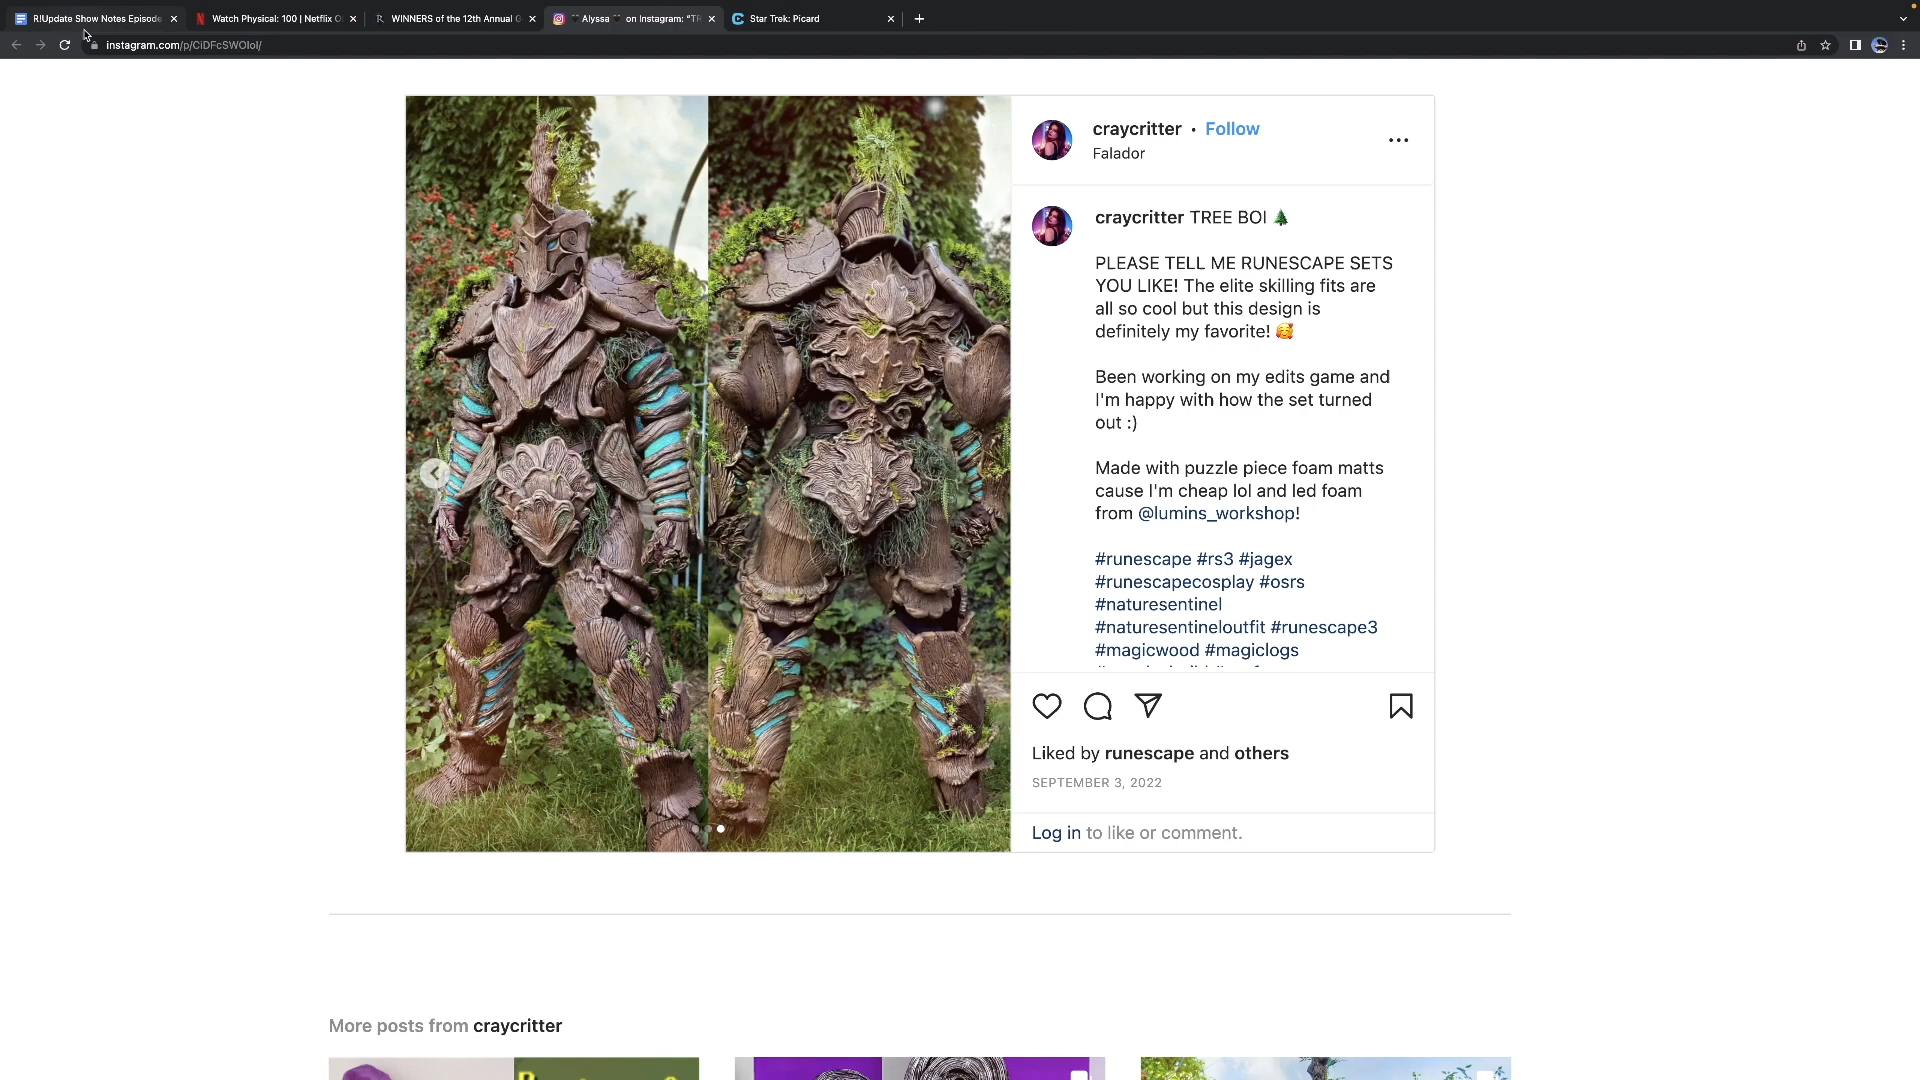 R!Update Show Notes Episode
Watch Physical: 100 | Netflix O
WINNERS of the 12th Annual G
Alyssa on Instagram: "TR
Star Trek: Picard
instagram.com/p/CiDFcSWOlol/
craycritter • Follow
Falador
craycritter TREE BOI 🌲
PLEASE TELL ME RUNESCAPE SETS
YOU LIKE! The elite skilling fits are
all so cool but this design is
definitely my favorite! 🥰
Been working on my edits game and
I'm happy with how the set turned
out :)
Made with puzzle piece foam matts
cause I'm cheap lol and led foam
from @lumins_workshop!
#runescape #rs3 #jagex
#runescapecosplay #osrs
#naturesentinel
#naturesentineloutfit #runescape3
#magicwood #magiclogs
Liked by runescape and others
SEPTEMBER 3, 2022
Log in to like or comment.
More posts from craycritter